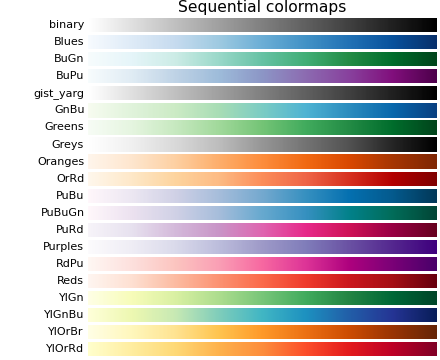 Sequential colormaps
binary
Blues
BuGn
BuPu
gist_yarg
GnBu
Greens
Greys
Oranges
OrRd
PuBu
PuBuGn
PuRd
Purples
RdPu
Reds
YlGn
YlGnBu
YlOrBr
YlOrRd